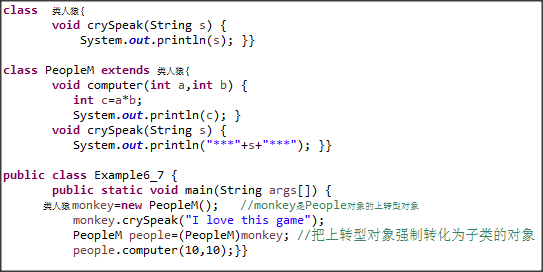 class 类人猿{
void crySpeak(String s) {
System.out.println(s); }}
class PeopleM extends 类人猿{
void computer(int a,int b) {
int c=a*b;
System.out.println(c); }
void crySpeak(String s) {
System.out.println("***"+s+"***"); }}
public class Example6_7 {
public static void main(String args[]) {
类人猿monkey=new PeopleM(); //monkey是People对象的上转型对象
monkey.crySpeak("I love this game");
PeopleM people=(PeopleM)monkey; //把上转型对象强制转化为子类的对象
people.computer(10,10);}}